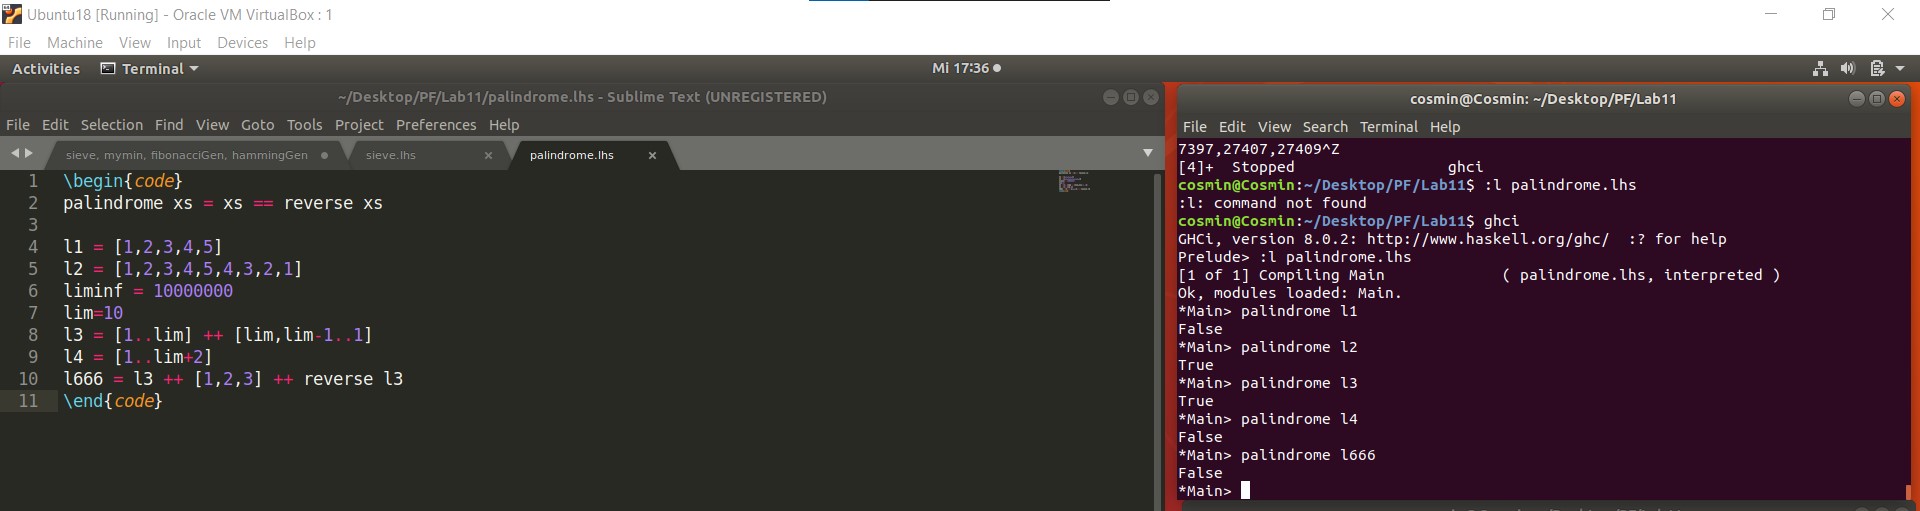 Ubuntu18 [Running] - Oracle VM VirtualBox : 1
File Machine View Input Devices Help
Activities Terminal Mi 17:36
~/Desktop/PF/Lab11/palindrome.lhs - Sublime Text (UNREGISTERED)
File Edit Selection Find View Goto Tools Project Preferences Help
sieve, mymin, fibonacciGen, hammingGen sieve.lhs × palindrome.lhs ×
1 \begin{code}
2 palindrome xs = xs == reverse xs
3
4 l1 = [1,2,3,4,5]
5 l2 = [1,2,3,4,5,4,3,2,1]
6 liminf = 10000000
7 lim=10
8 l3 = [1..lim] ++ [lim,lim-1..1]
9 l4 = [1..lim+2]
10 l666 = l3 ++ [1,2,3] ++ reverse l3
11 \end{code}
cosmin@Cosmin: ~/Desktop/PF/Lab11
File Edit View Search Terminal Help
7397,27407,27409^Z
[4]+  Stopped                 ghci
cosmin@Cosmin:~/Desktop/PF/Lab11$ :l palindrome.lhs
:l: command not found
cosmin@Cosmin:~/Desktop/PF/Lab11$ ghci
GHCi, version 8.0.2: http://www.haskell.org/ghc/  :? for help
Prelude> :l palindrome.lhs
[1 of 1] Compiling Main             ( palindrome.lhs, interpreted )
Ok, modules loaded: Main.
*Main> palindrome l1
False
*Main> palindrome l2
True
*Main> palindrome l3
True
*Main> palindrome l4
False
*Main> palindrome l666
False
*Main>